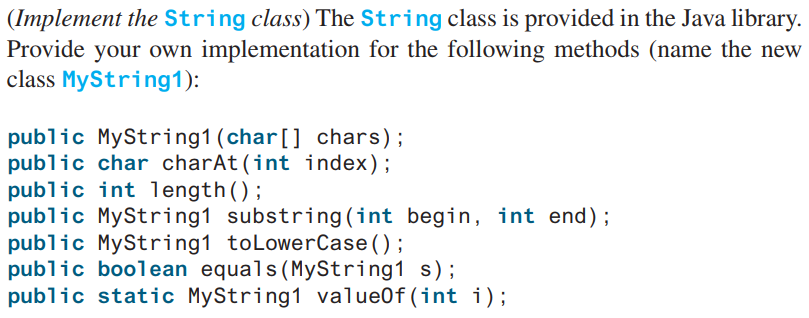 (Implement the String class) The String class is provided in the Java library.
Provide your own implementation for the following methods (name the new
class MyString1):
public MyString1(char[] chars);
public char charAt(int index);
public int length();
public MyString1 substring(int begin, int end);
public MyString1 toLowerCase();
public boolean equals(MyString1 s);
public static MyString1 valueOf(int i);